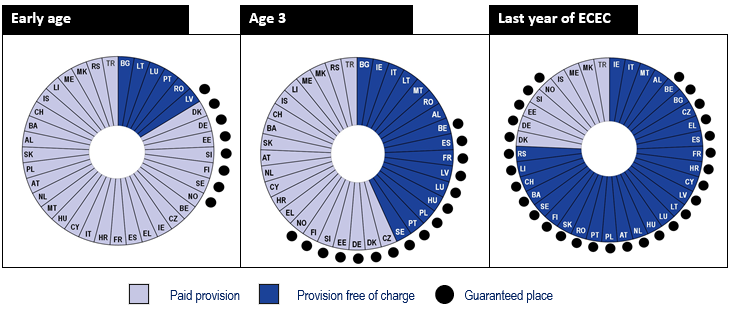 Early age
Age 3
Last year of ECEC
BG
LT
LU
PT
RO
LV
DK
DE
EE
SI
FI
SE
NO
BE
CZ
IE
EL
ES
FR
HR
IT
CY
HU
MT
NL
AT
PL
SK
AL
BA
CH
IS
LI
ME
MK
RS
TR
BG
IE
IT
LT
MT
RO
AL
BE
ES
FR
LV
LU
HU
PL
PT
SE
CZ
DK
DE
EE
SI
FI
NO
EL
HR
CY
NL
AT
SK
BA
CH
IS
LI
ME
MK
RS
TR
IE
IT
MT
AL
BE
BG
CZ
EL
ES
FR
HR
CY
LV
LT
LU
HU
NL
AT
PL
PT
RO
SK
FI
SE
BA
CH
LI
RS
DK
DE
EE
SI
NO
IS
ME
MK
TR
Paid provision
Provision free of charge
Guaranteed place